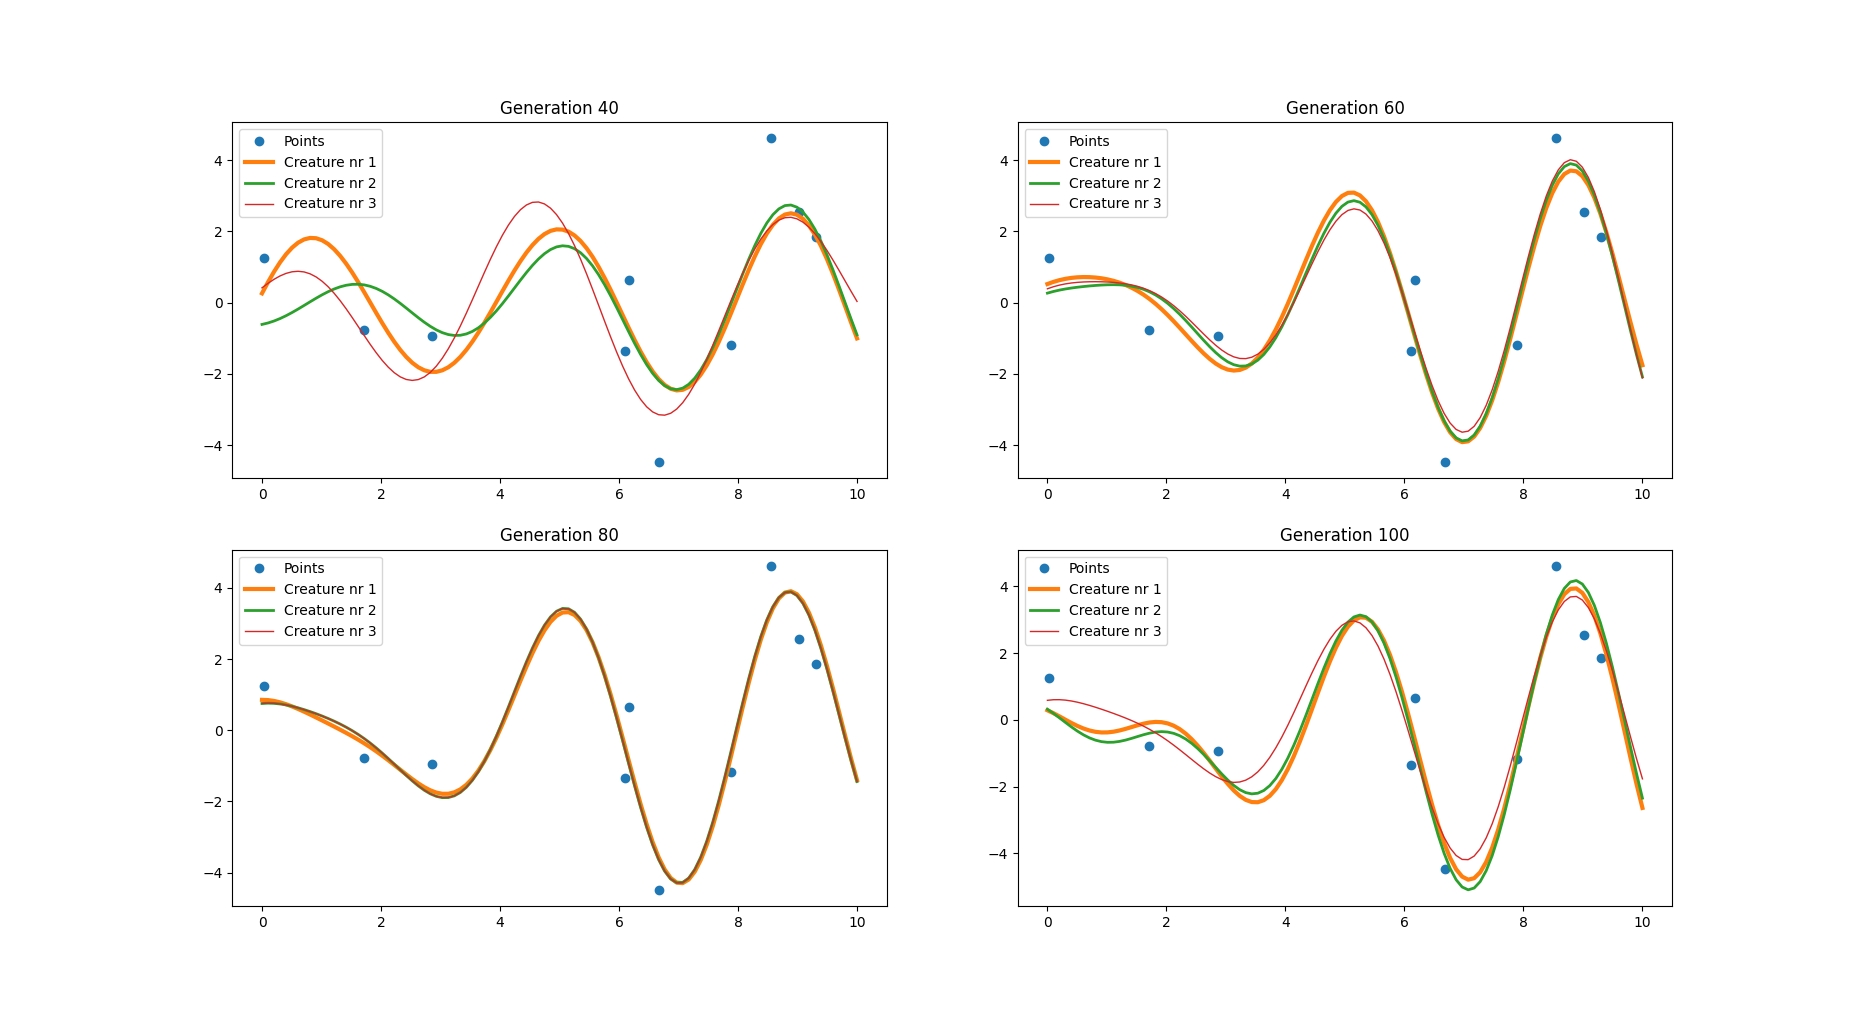 Generation 40
Points
Creature nr 1
Creature nr 2
Creature nr 3
4
2
0
−2
−4
0 2 4 6 8 10
Generation 60
Points
Creature nr 1
Creature nr 2
Creature nr 3
4
2
0
−2
−4
0 2 4 6 8 10
Generation 80
Points
Creature nr 1
Creature nr 2
Creature nr 3
4
2
0
−2
−4
0 2 4 6 8 10
Generation 100
Points
Creature nr 1
Creature nr 2
Creature nr 3
4
2
0
−2
−4
0 2 4 6 8 10